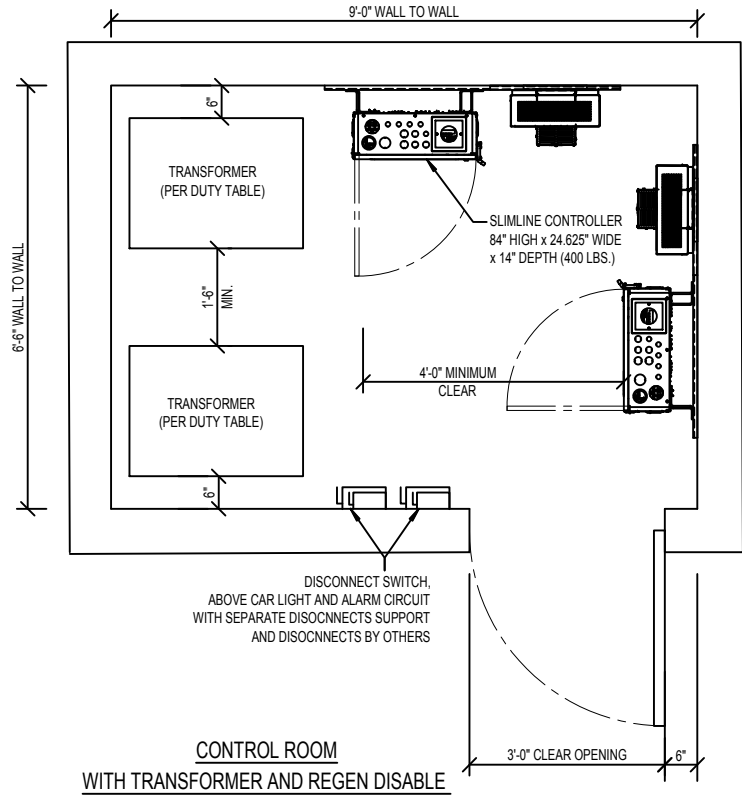 9'-0" WALL TO WALL
6'-6" WALL TO WALL
6"
TRANSFORMER
(PER DUTY TABLE)
SLIMLINE CONTROLLER
84" HIGH x 24.625" WIDE
x 14" DEPTH (400 LBS.)
1'-6"
MIN.
4'-0" MINIMUM
CLEAR
TRANSFORMER
(PER DUTY TABLE)
6"
DISCONNECT SWITCH,
ABOVE CAR LIGHT AND ALARM CIRCUIT
WITH SEPARATE DISOCNNECTS SUPPORT
AND DISOCNNECTS BY OTHERS
3'-0" CLEAR OPENING
6"
CONTROL ROOM
WITH TRANSFORMER AND REGEN DISABLE